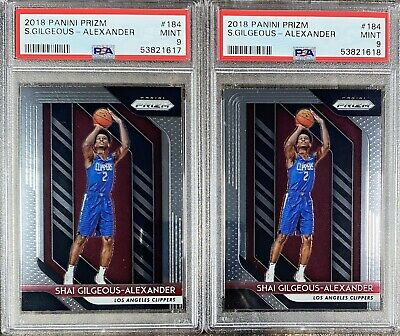 2018 PANINI PRIZM #184
S.GILGEOUS-ALEXANDER MINT
PSA 9
53821617
PRIZM
CLIPPERS
2
SHAI GILGEOUS-ALEXANDER
LOS ANGELES CLIPPERS
2018 PANINI PRIZM #184
S.GILGEOUS-ALEXANDER MINT
PSA 9
53821618
PRIZM
CLIPPERS
2
SHAI GILGEOUS-ALEXANDER
LOS ANGELES CLIPPERS